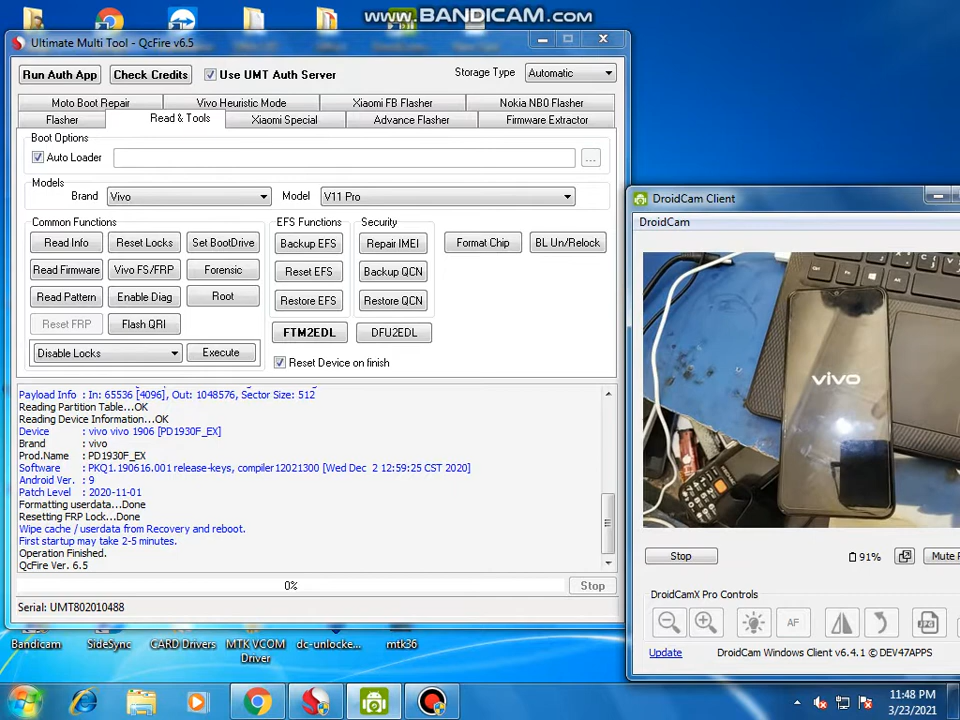 www.BANDICAM.com
Ultimate Multi Tool - QcFire v6.5
Run Auth App
Check Credits
Use UMT Auth Server
Storage Type
Automatic
Moto Boot Repair
Vivo Heuristic Mode
Xiaomi FB Flasher
Nokia NB0 Flasher
Flasher
Read & Tools
Xiaomi Special
Advance Flasher
Firmware Extractor
Boot Options
Auto Loader
...
Models
Brand
Vivo
Model
V11 Pro
Common Functions
EFS Functions
Security
Read Info
Reset Locks
Set BootDrive
Backup EFS
Repair IMEI
Format Chip
BL Un/Relock
Read Firmware
Vivo FS/FRP
Forensic
Reset EFS
Backup QCN
Read Pattern
Enable Diag
Root
Restore EFS
Restore QCN
Reset FRP
Flash QRI
FTM2EDL
DFU2EDL
Disable Locks
Execute
Reset Device on finish
Payload Info : In: 65536 [4096], Out: 1048576, Sector Size: 512
Reading Partition Table...OK
Reading Device Information...OK
Device : vivo vivo 1906 [PD1930F_EX]
Brand : vivo
Prod.Name : PD1930F_EX
Software : PKQ1.190616.001 release-keys, compiler12021300 [Wed Dec 2 12:59:25 CST 2020]
Android Ver. : 9
Patch Level : 2020-11-01
Formatting userdata...Done
Resetting FRP Lock...Done
Wipe cache / userdata from Recovery and reboot.
First startup may take 2-5 minutes.
Operation Finished.
QcFire Ver. 6.5
0%
Stop
Serial: UMT802010488
DroidCam Client
DroidCam
vivo
Stop
91%
Mute
DroidCamX Pro Controls
AF
JPG
Update
DroidCam Windows Client v6.4.1 © DEV47APPS
Bandicam
SideSync
CARD Drivers
MTK VCOM
Driver
dc-unlocke...
mtk36
11:48 PM
3/23/2021